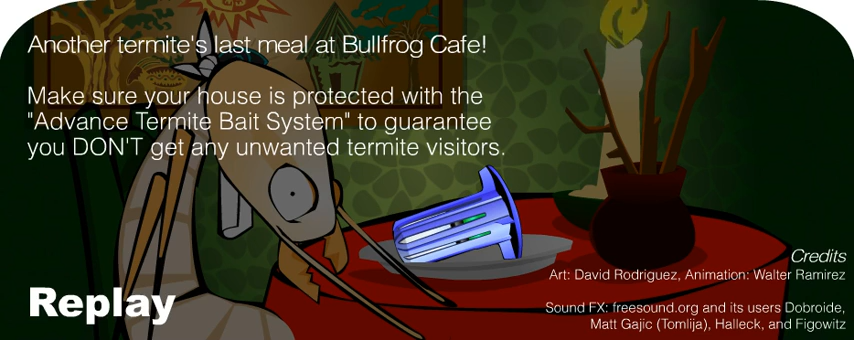 Another termite's last meal at Bullfrog Cafe!
Make sure your house is protected with the
"Advance Termite Bait System" to guarantee
you DON'T get any unwanted termite visitors.
Replay
Credits
Art: David Rodriguez, Animation: Walter Ramirez
Sound FX: freesound.org and its users Dobroide,
Matt Gajic (Tomlija), Halleck, and Figowitz